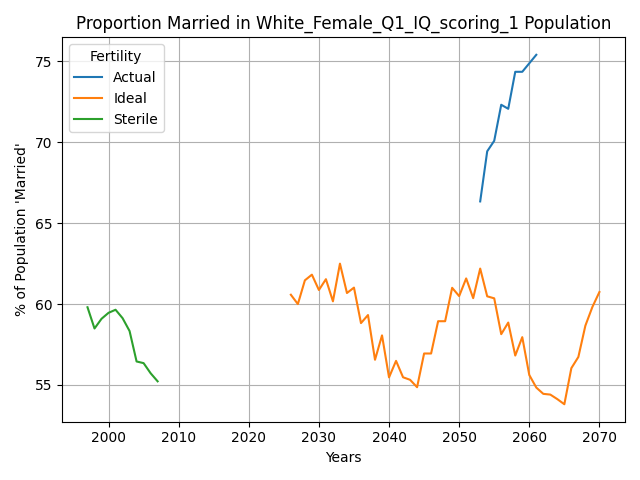 Proportion Married in White_Female_Q1_IQ_scoring_1 Population
Fertility
Actual
Ideal
Sterile
% of Population 'Married'
75
70
65
60
55
2000 2010 2020 2030 2040 2050 2060 2070
Years